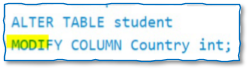 ALTER TABLE student
MODIFY COLUMN Country int;